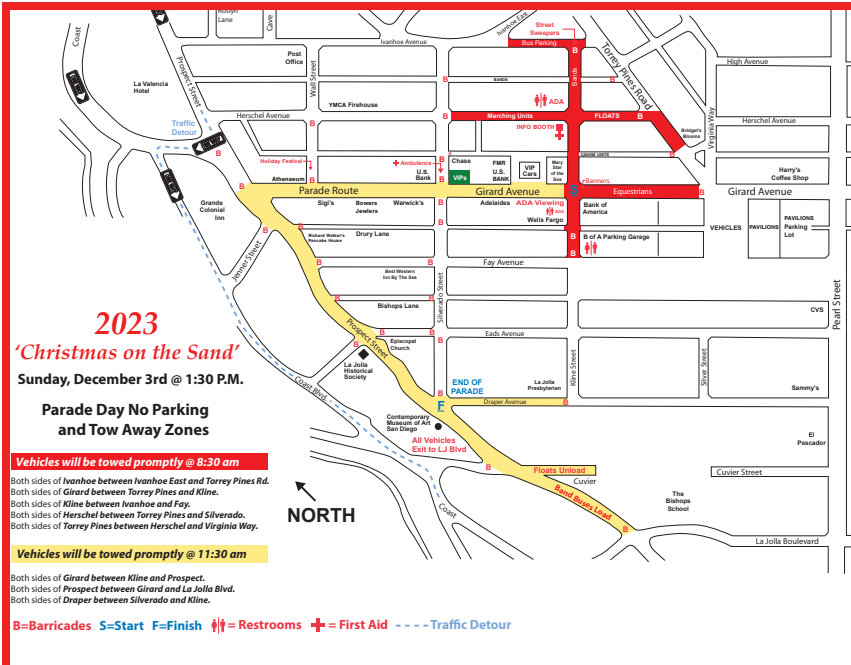 Roslyn
Lane
Cave
Coast
Ivanhoe East
Street
Sweepers
Bus Parking
Ivanhoe Avenue
B
Torrey Pines Road
Post
Office
Wall Street
Prospect Street
La Valencia
Hotel
High Avenue
B
BANDS
Bands
B
YMCA Firehouse
ADA
Virginia Way
Herschel Avenue
B
B
Marching Units
FLOATS
B
Herschel Avenue
Traffic
Detour
INFO BOOTH
Bridget's
Blooms
B
B
CANINE UNITS
B
Holiday Festival
Ambulance
B
Chase
FMR
U.S.
BANK
VIP
Cars
Mary
Star
of the
Sea
Harry's
Coffee Shop
Athenaeum
U.S.
Bank
B
VIPs
Banners
B
B
Parade Route
Girard Avenue
S
Equestrians
B
Girard Avenue
Grande
Colonial
Inn
Sigi's
Bowers
Jewlers
Warwick's
Adelaides
ADA Viewing
ADA
Wells Fargo
Bank of
America
VEHICLES
PAVILIONS
PAVILIONS
Parking
Lot
B
B
B
Richard Walker's
Pancake House
Drury Lane
B
B
B of A Parking Garage
B
Jenner Street
B
B
Fay Avenue
Best Western
Inn By The Sea
Silverado Street
Pearl Street
B
B
Bishops Lane
CVS
2023
'Christmas on the Sand'
Sunday, December 3rd @ 1:30 P.M.
Prospect Street
B
B
Eads Avenue
B
Episcopal
Church
B
La Jolla
Historical
Society
Kline Street
Silver Street
END OF
PARADE
La Jolla
Presbyterian
Sammy's
Coast Blvd.
B
F
Draper Avenue
B
Parade Day No Parking
and Tow Away Zones
Contemporary
Museum of Art
San Diego
All Vehicles
Exit to LJ Blvd
El
Pescador
Vehicles will be towed promptly @ 8:30 am
B
Floats Unload
Cuvier
Cuvier Street
Both sides of Ivanhoe between Ivanhoe East and Torrey Pines Rd.
Both sides of Girard between Torrey Pines and Kline.
Both sides of Kline between Ivanhoe and Fay.
Both sides of Herschel between Torrey Pines and Silverado.
Both sides of Torrey Pines between Herschel and Virginia Way.
NORTH
Coast
Band Buses Load
The
Bishops
School
B
La Jolla Boulevard
Vehicles will be towed promptly @ 11:30 am
Both sides of Girard between Kline and Prospect.
Both sides of Prospect between Girard and La Jolla Blvd.
Both sides of Draper between Silverado and Kline.
B=Barricades S=Start F=Finish = Restrooms = First Aid Traffic Detour